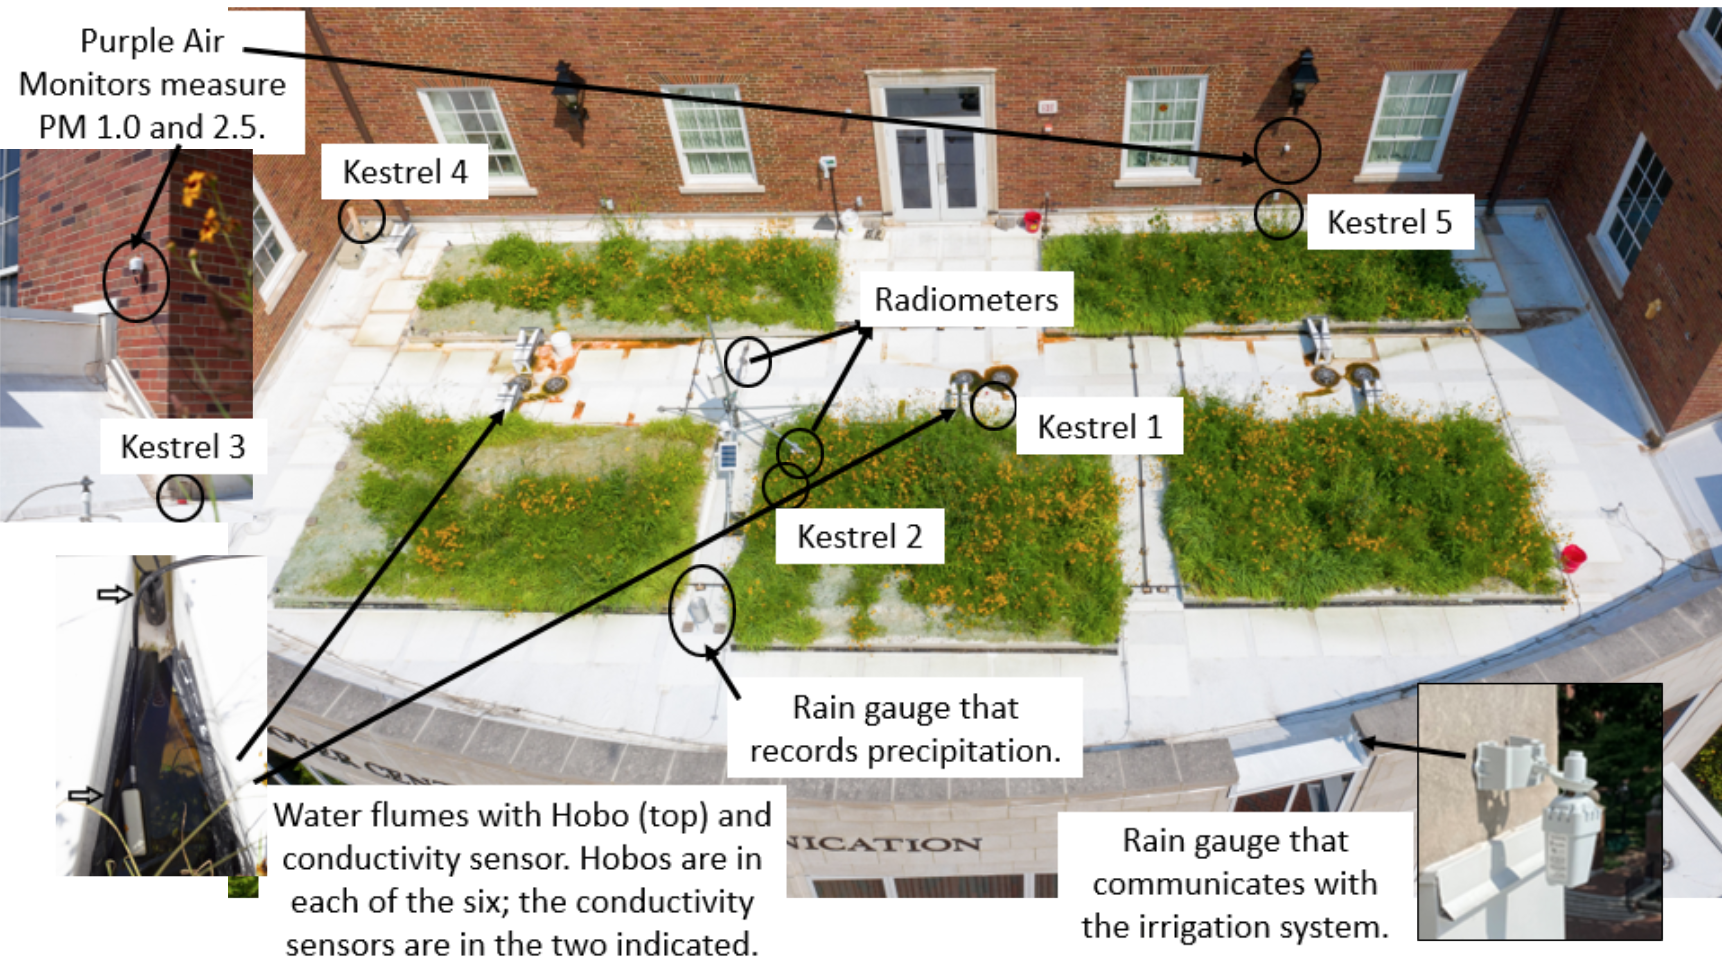 Purple Air
Monitors measure
PM 1.0 and 2.5.
Kestrel 4
Kestrel 5
Radiometers
Kestrel 1
Kestrel 3
Kestrel 2
Rain gauge that
records precipitation.
Water flumes with Hobo (top) and
conductivity sensor. Hobos are in
each of the six; the conductivity
sensors are in the two indicated.
Rain gauge that
communicates with
the irrigation system.
NER CEN
NICATION